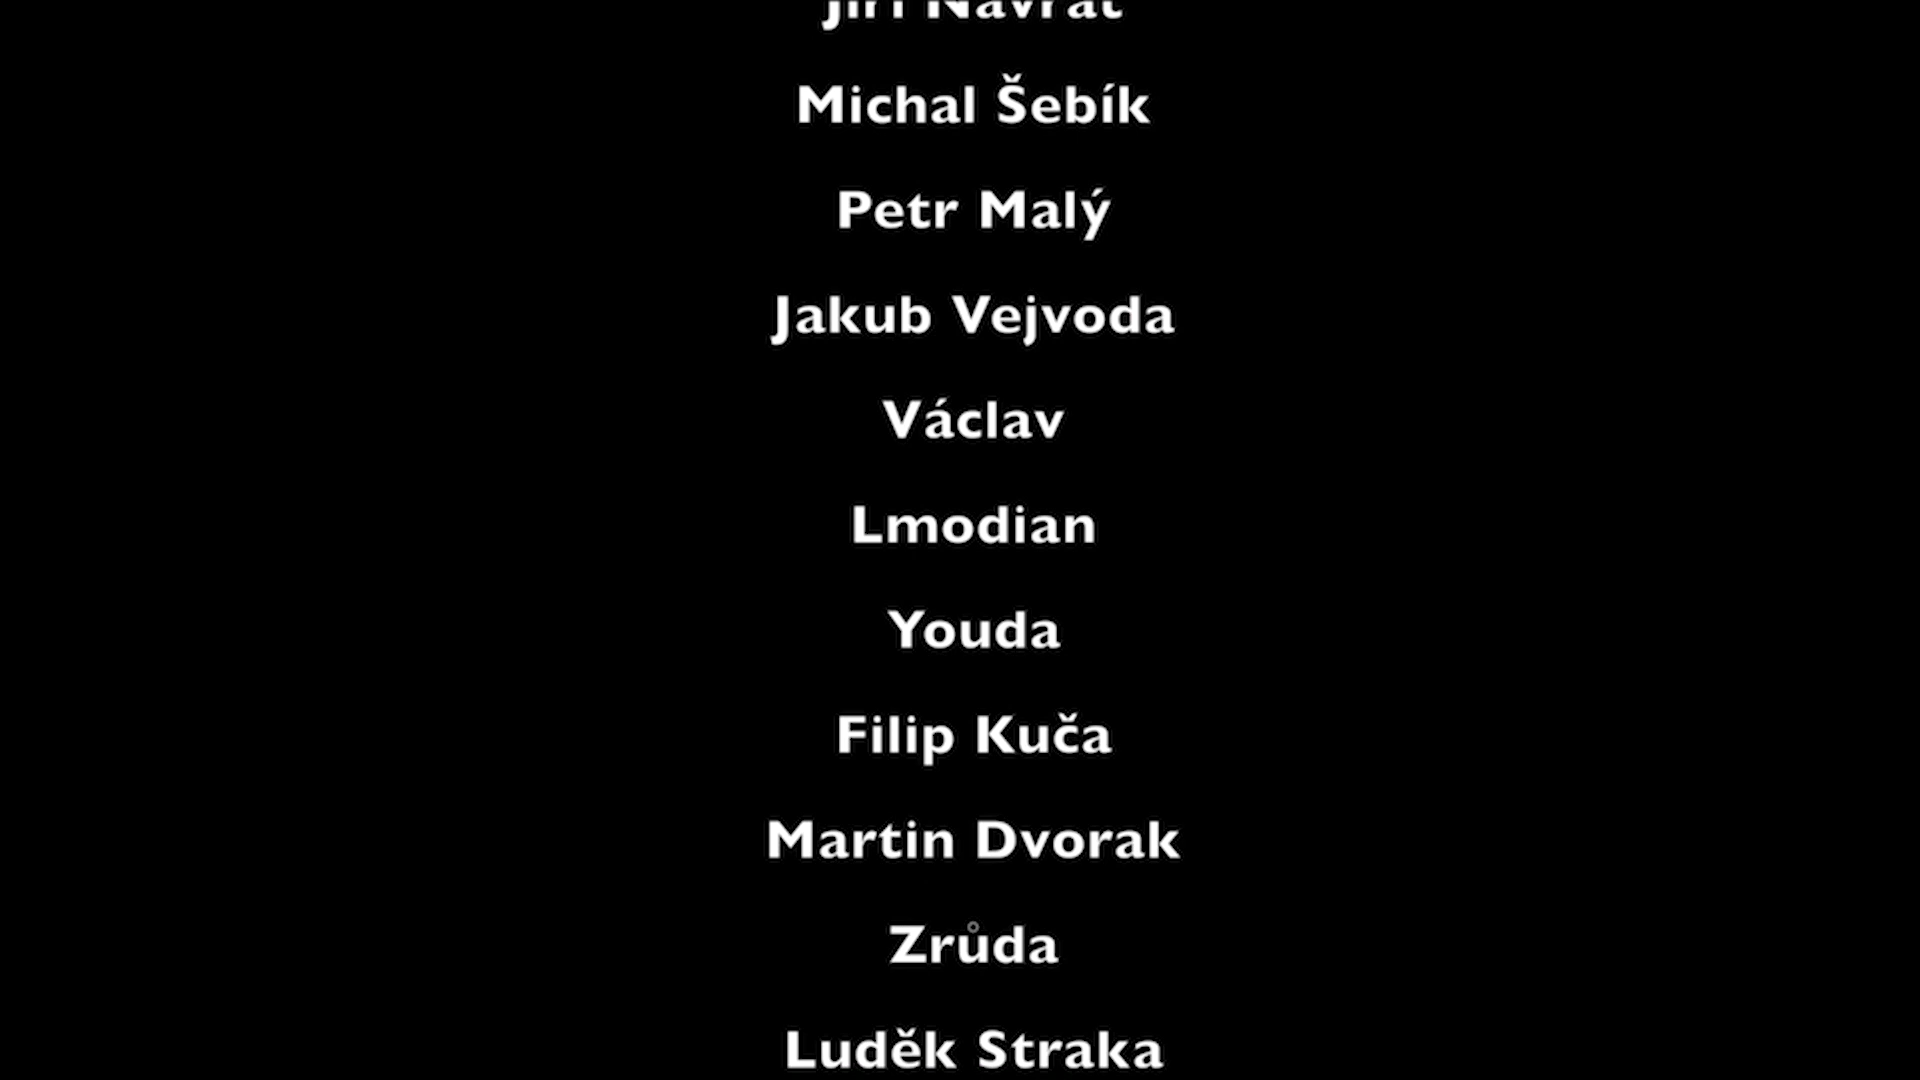 Michal Šebík
Petr Malý
Jakub Vejvoda
Václav
Lmodian
Youda
Filip Kuča
Martin Dvorak
Zrůda
Luděk Straka